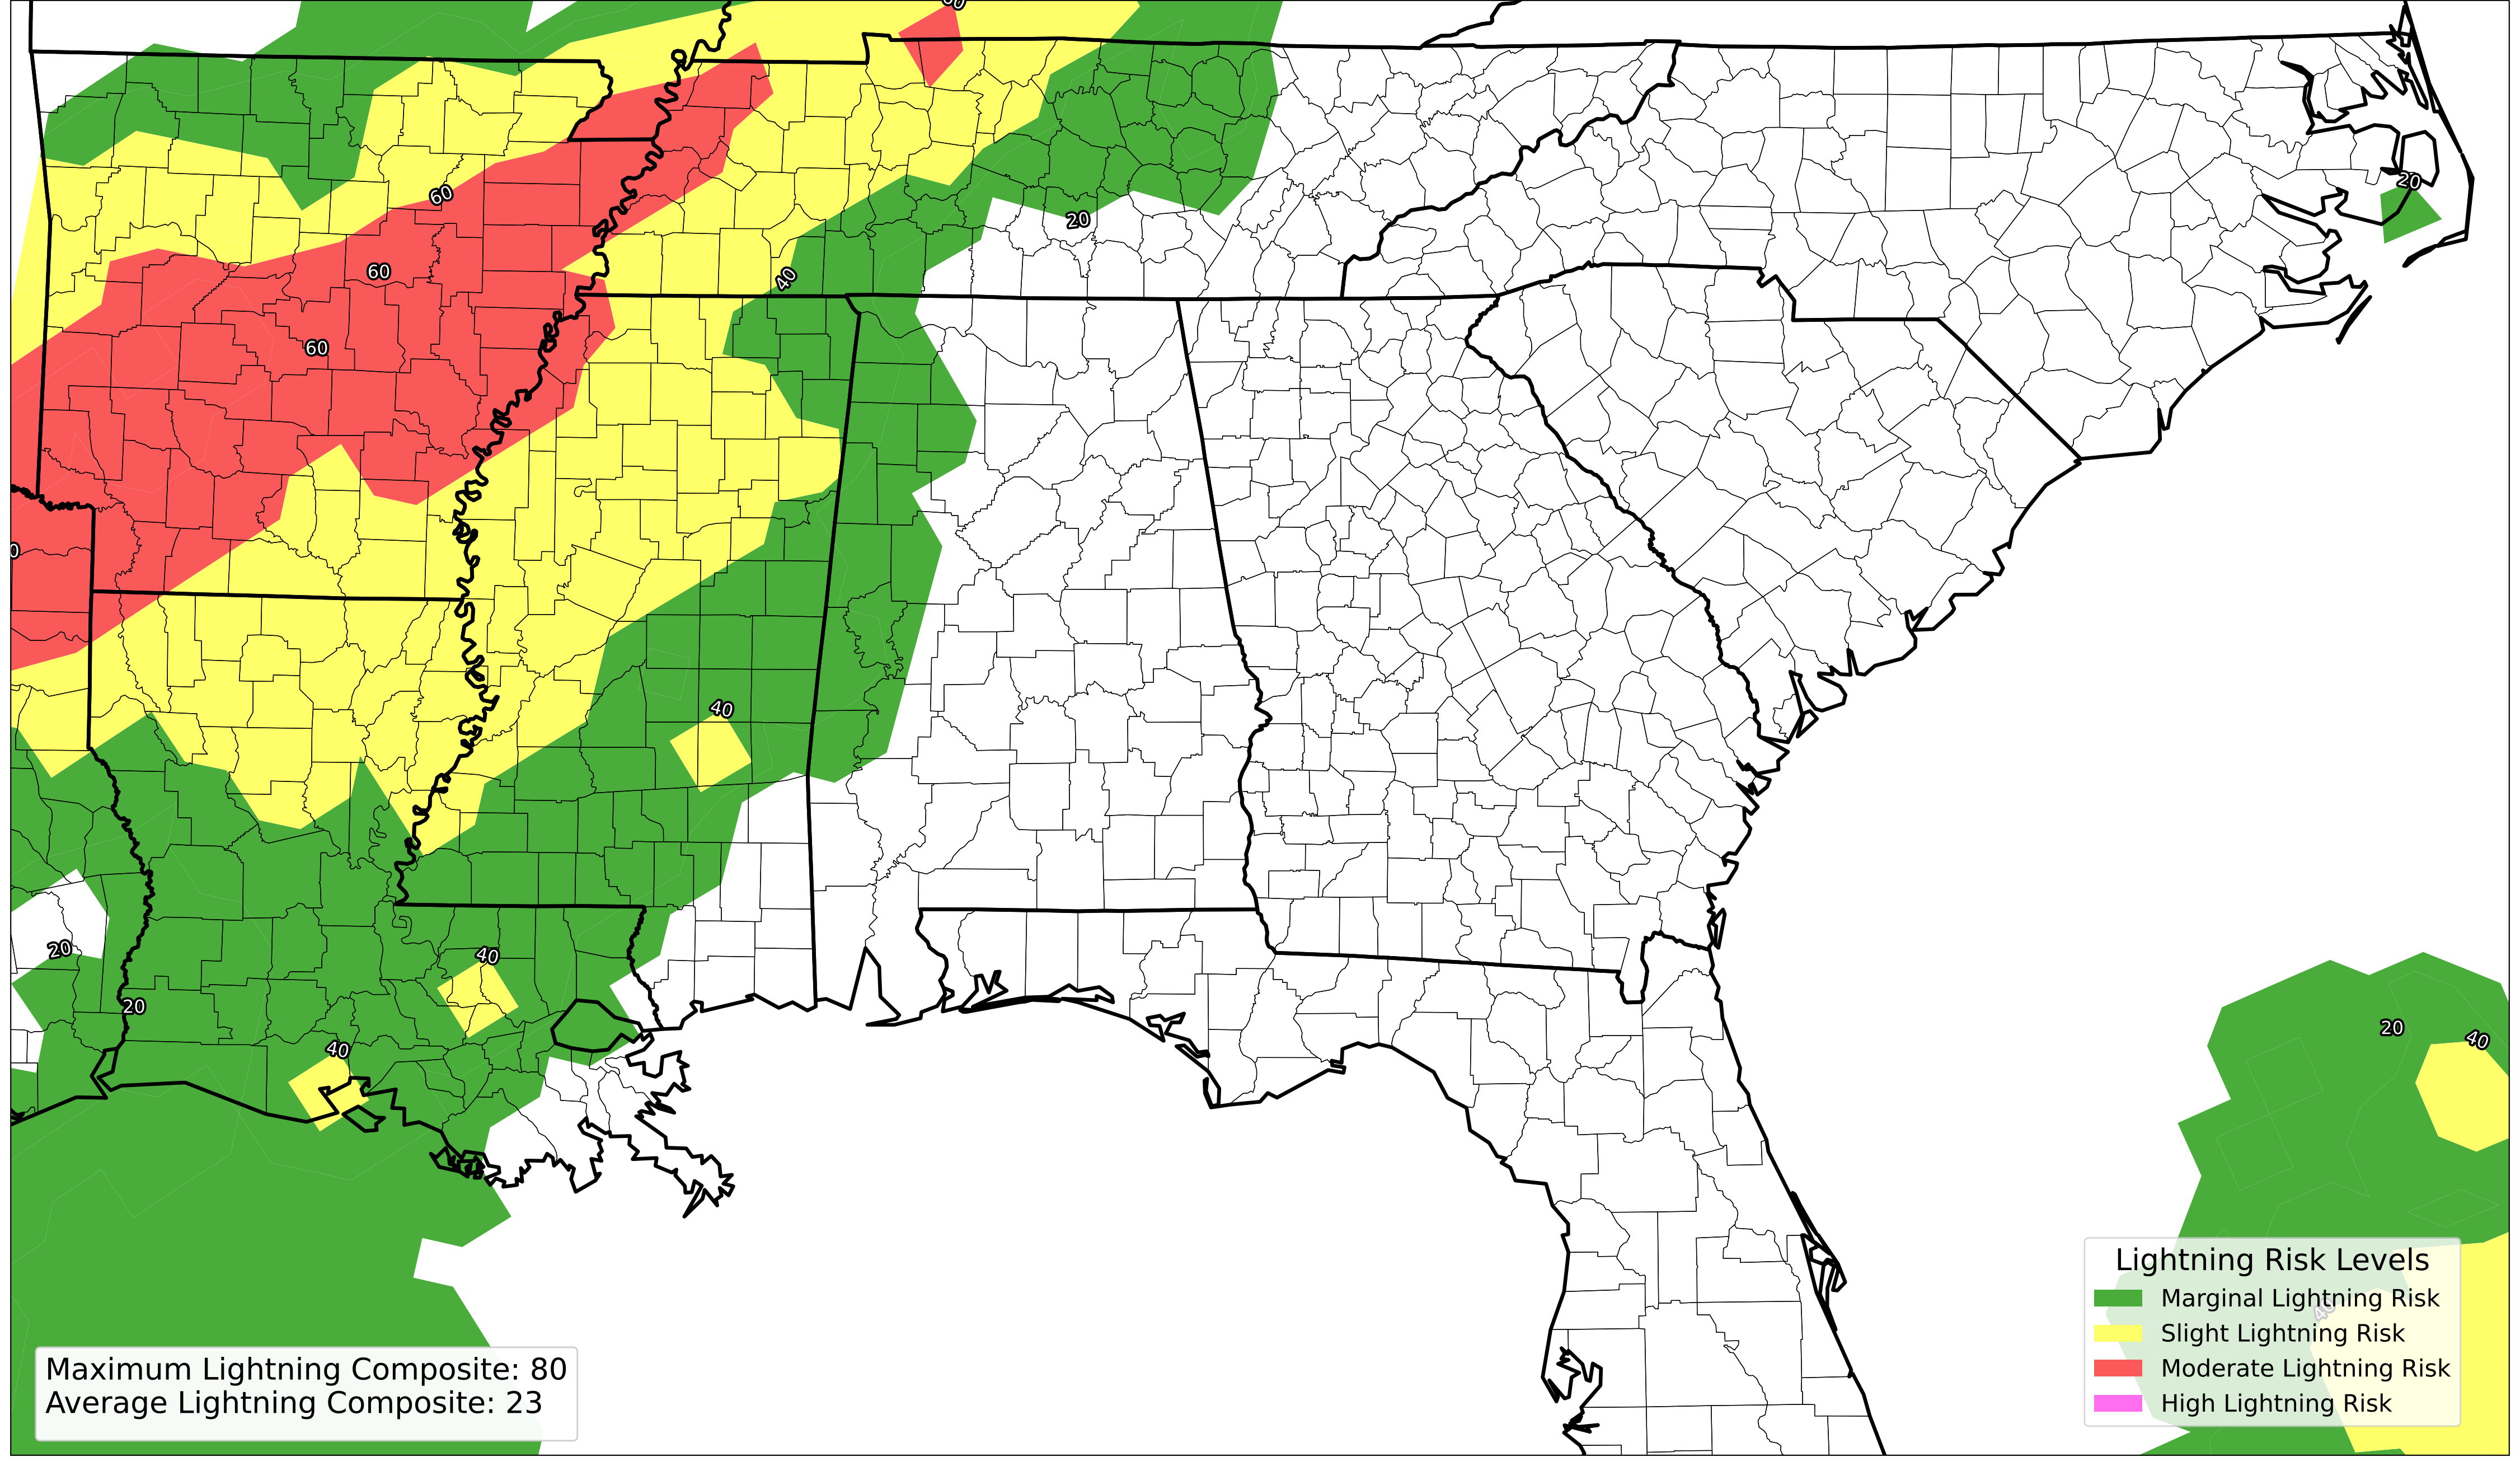 20
60
20
60
40
60
40
20
40
20
20
40
40
Lightning Risk Levels
Marginal Lightning Risk
Slight Lightning Risk
Moderate Lightning Risk
High Lightning Risk
Maximum Lightning Composite: 80
Average Lightning Composite: 23